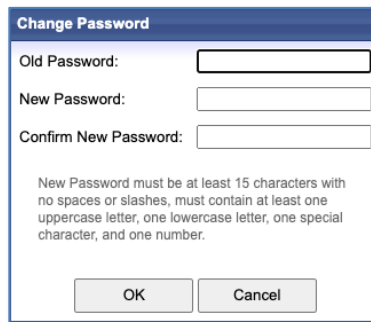 Change Password
Old Password:
New Password:
Confirm New Password:
New Password must be at least 15 characters with
no spaces or slashes, must contain at least one
uppercase letter, one lowercase letter, one special
character, and one number.
OK Cancel